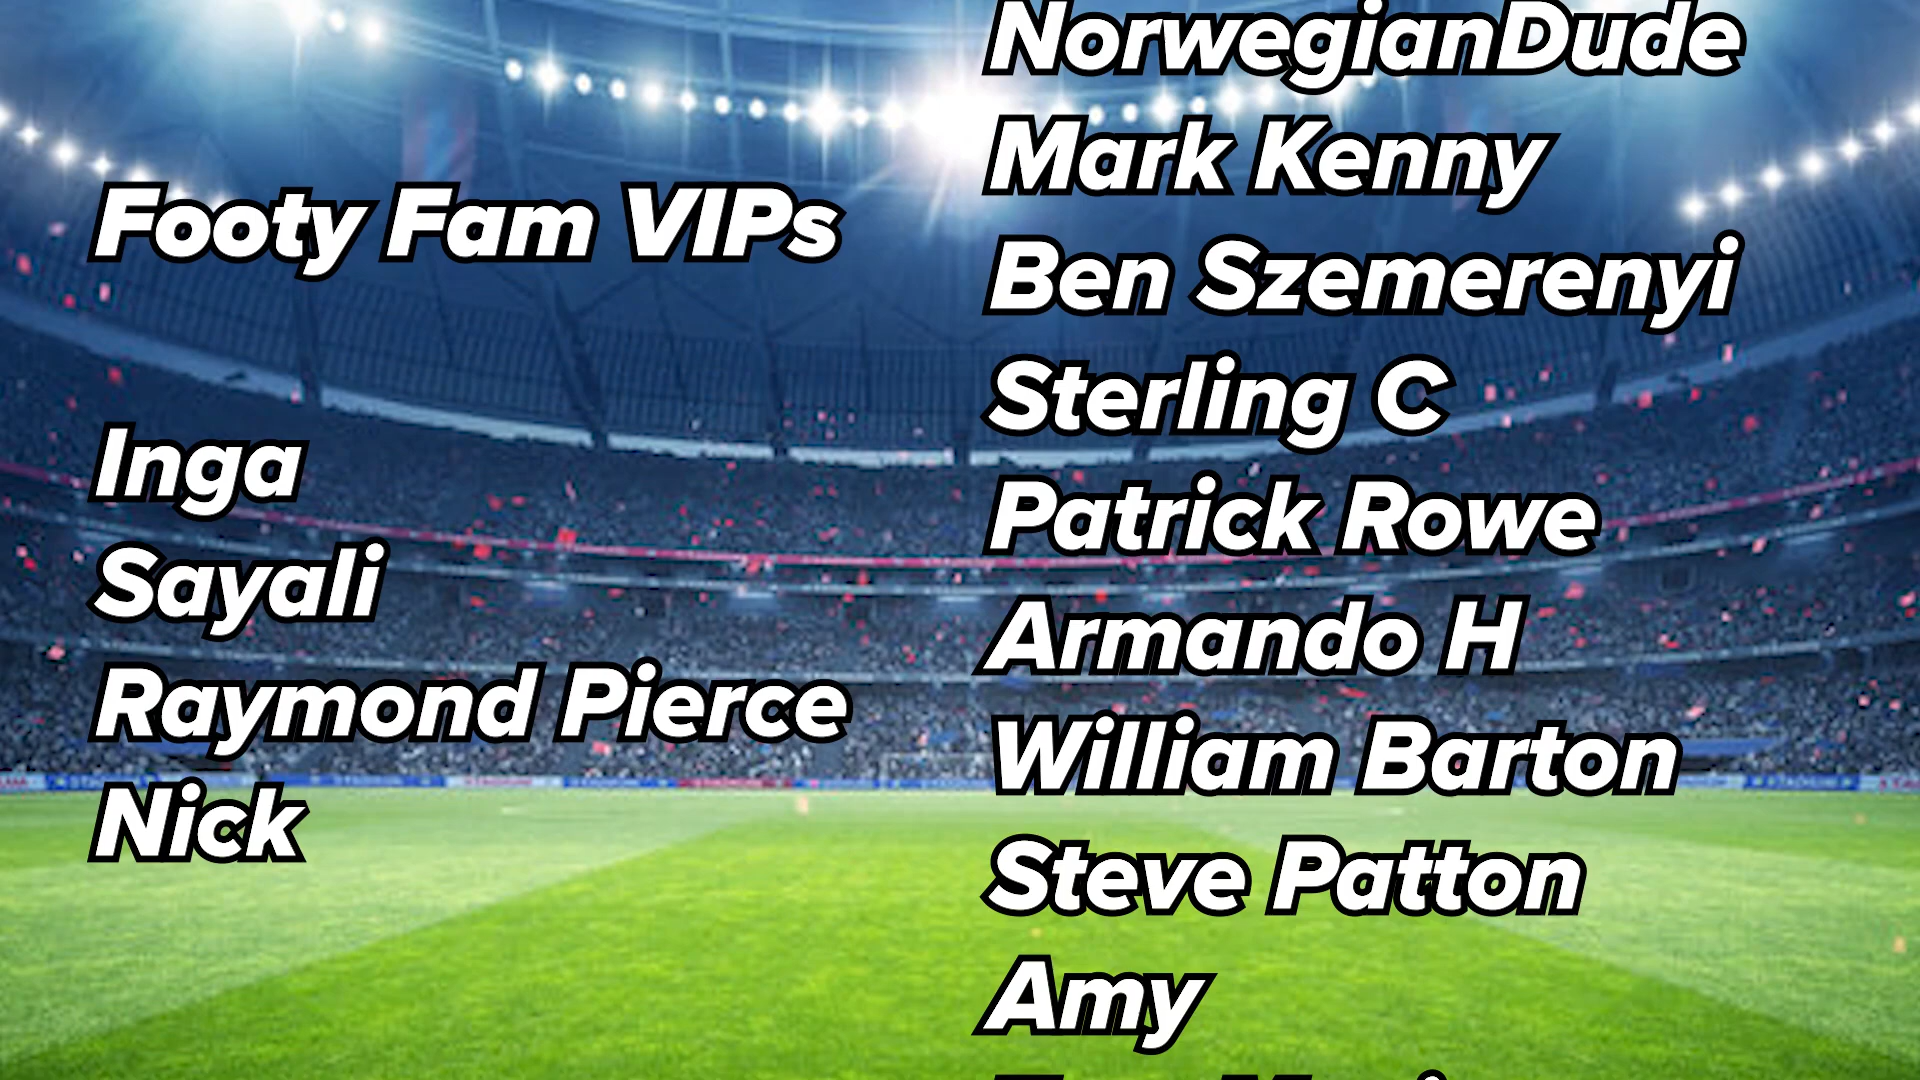 Footy Fam VIPs
Inga
Sayali
Raymond Pierce
Nick
NorwegianDude
Mark Kenny
Ben Szemerenyi
Sterling C
Patrick Rowe
Armando H
William Barton
Steve Patton
Amy